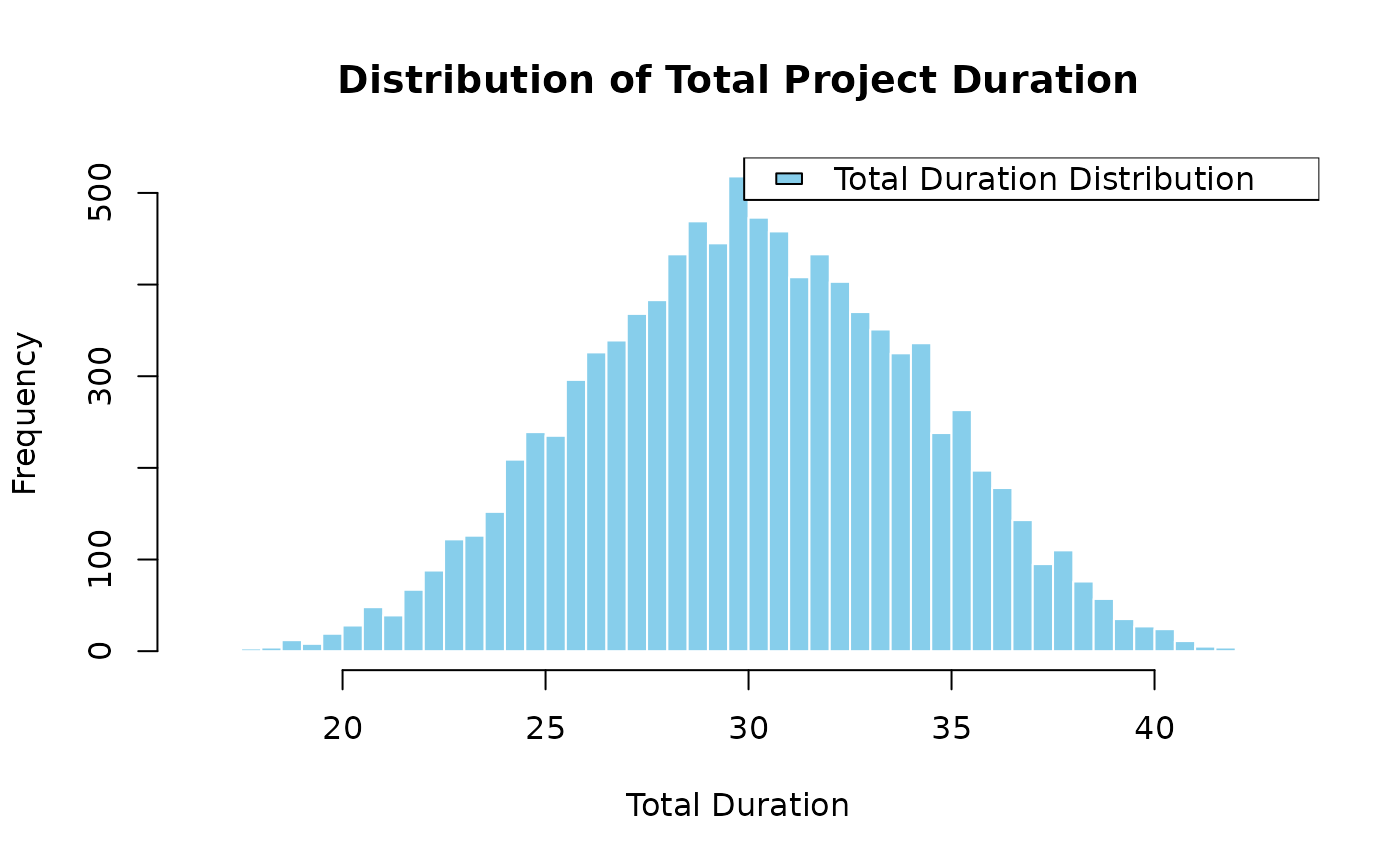 Distribution of Total Project Duration
Total Duration Distribution
500
300
100
0
Frequency
20 25 30 35 40
Total Duration